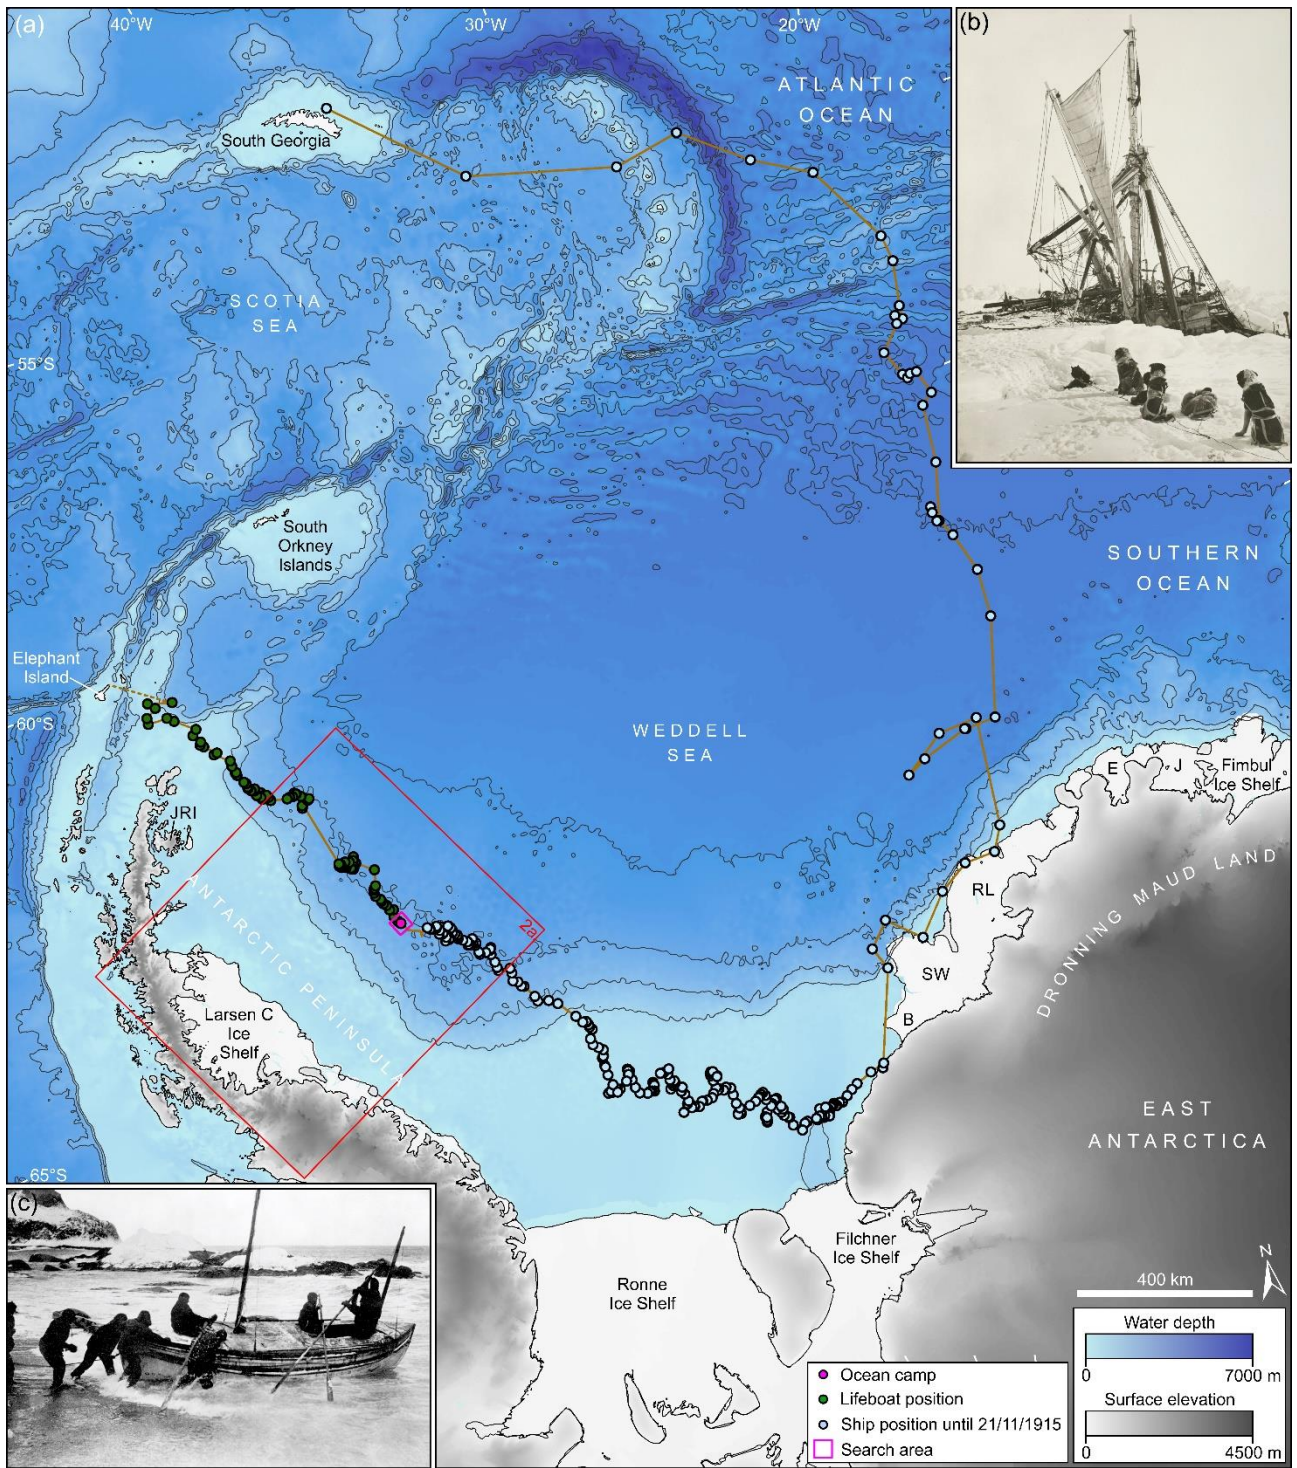 (a)
40°W
30°W
20°W
(b)
ATLANTIC
OCEAN
South Georgia
SCOTIA
SEA
55°S
South
Orkney
Islands
SOUTHERN
OCEAN
Elephant
Island
60°S
WEDDELL
SEA
E
J
Fimbul
Ice Shelf
JRI
RL
DRONNING MAUD LAND
ANTARCTIC PENINSULA
2a
SW
B
Larsen C
Ice
Shelf
EAST
ANTARCTICA
65°S
(c)
Filchner
Ice Shelf
Ronne
Ice Shelf
N
400 km
Water depth
0
7000 m
Surface elevation
0
4500 m
Ocean camp
Lifeboat position
Ship position until 21/11/1915
Search area